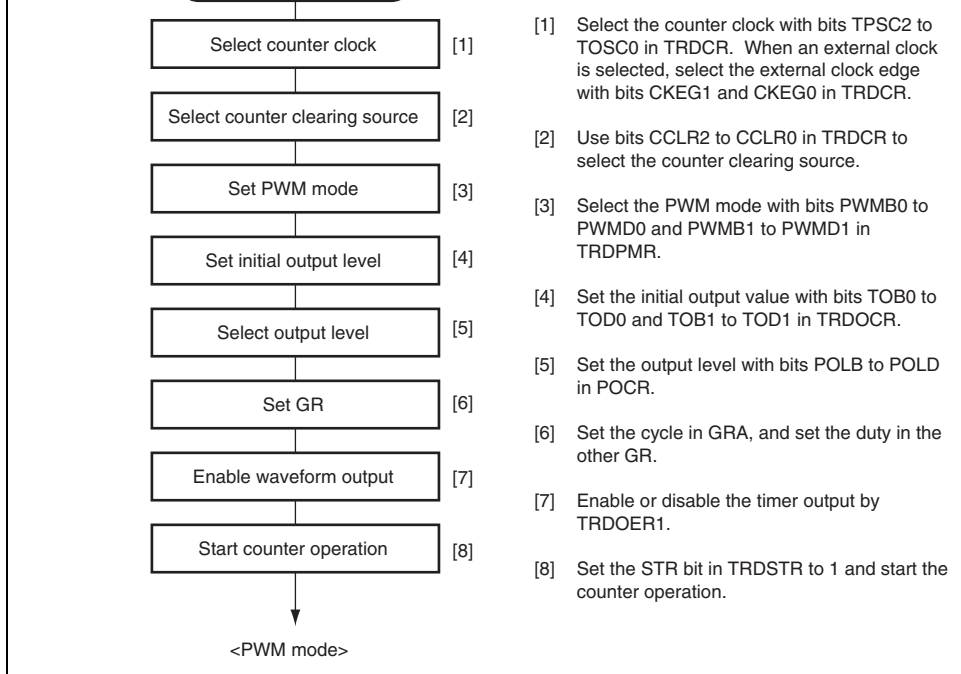 Select counter clock [1]
Select counter clearing source [2]
Set PWM mode [3]
Set initial output level [4]
Select output level [5]
Set GR [6]
Enable waveform output [7]
Start counter operation [8]
<PWM mode>
[1] Select the counter clock with bits TPSC2 to
TOSC0 in TRDCR. When an external clock
is selected, select the external clock edge
with bits CKEG1 and CKEG0 in TRDCR.
[2] Use bits CCLR2 to CCLR0 in TRDCR to
select the counter clearing source.
[3] Select the PWM mode with bits PWMB0 to
PWMD0 and PWMB1 to PWMD1 in
TRDPMR.
[4] Set the initial output value with bits TOB0 to
TOD0 and TOB1 to TOD1 in TRDOCR.
[5] Set the output level with bits POLB to POLD
in POCR.
[6] Set the cycle in GRA, and set the duty in the
other GR.
[7] Enable or disable the timer output by
TRDOER1.
[8] Set the STR bit in TRDSTR to 1 and start the
counter operation.